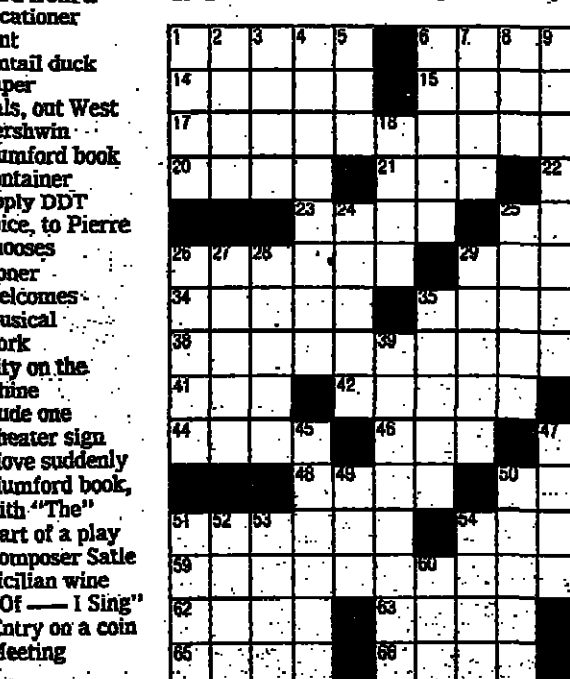 cationer
nt
ntail duck
per
ls, out West
ershwin
umford book
ntainer
pply DDT
ice, to Pierre
hooses
oner
elcomes
usical
ork
ity on the
hine
ude one
heater sign
ove suddenly
umford book,
ith "The"
art of a play
omposer Satie
icilian wine
Of — I Sing"
ntry on a coin
eeting
1 2 3 4 5 6 7 8 9
14 15
17 18
20 21 22
23 24 25
26 27 28 29
34 35
38 39
41 42
44 45 46 47
48 49 50
51 52 53 54
59 60
62 63
65 66